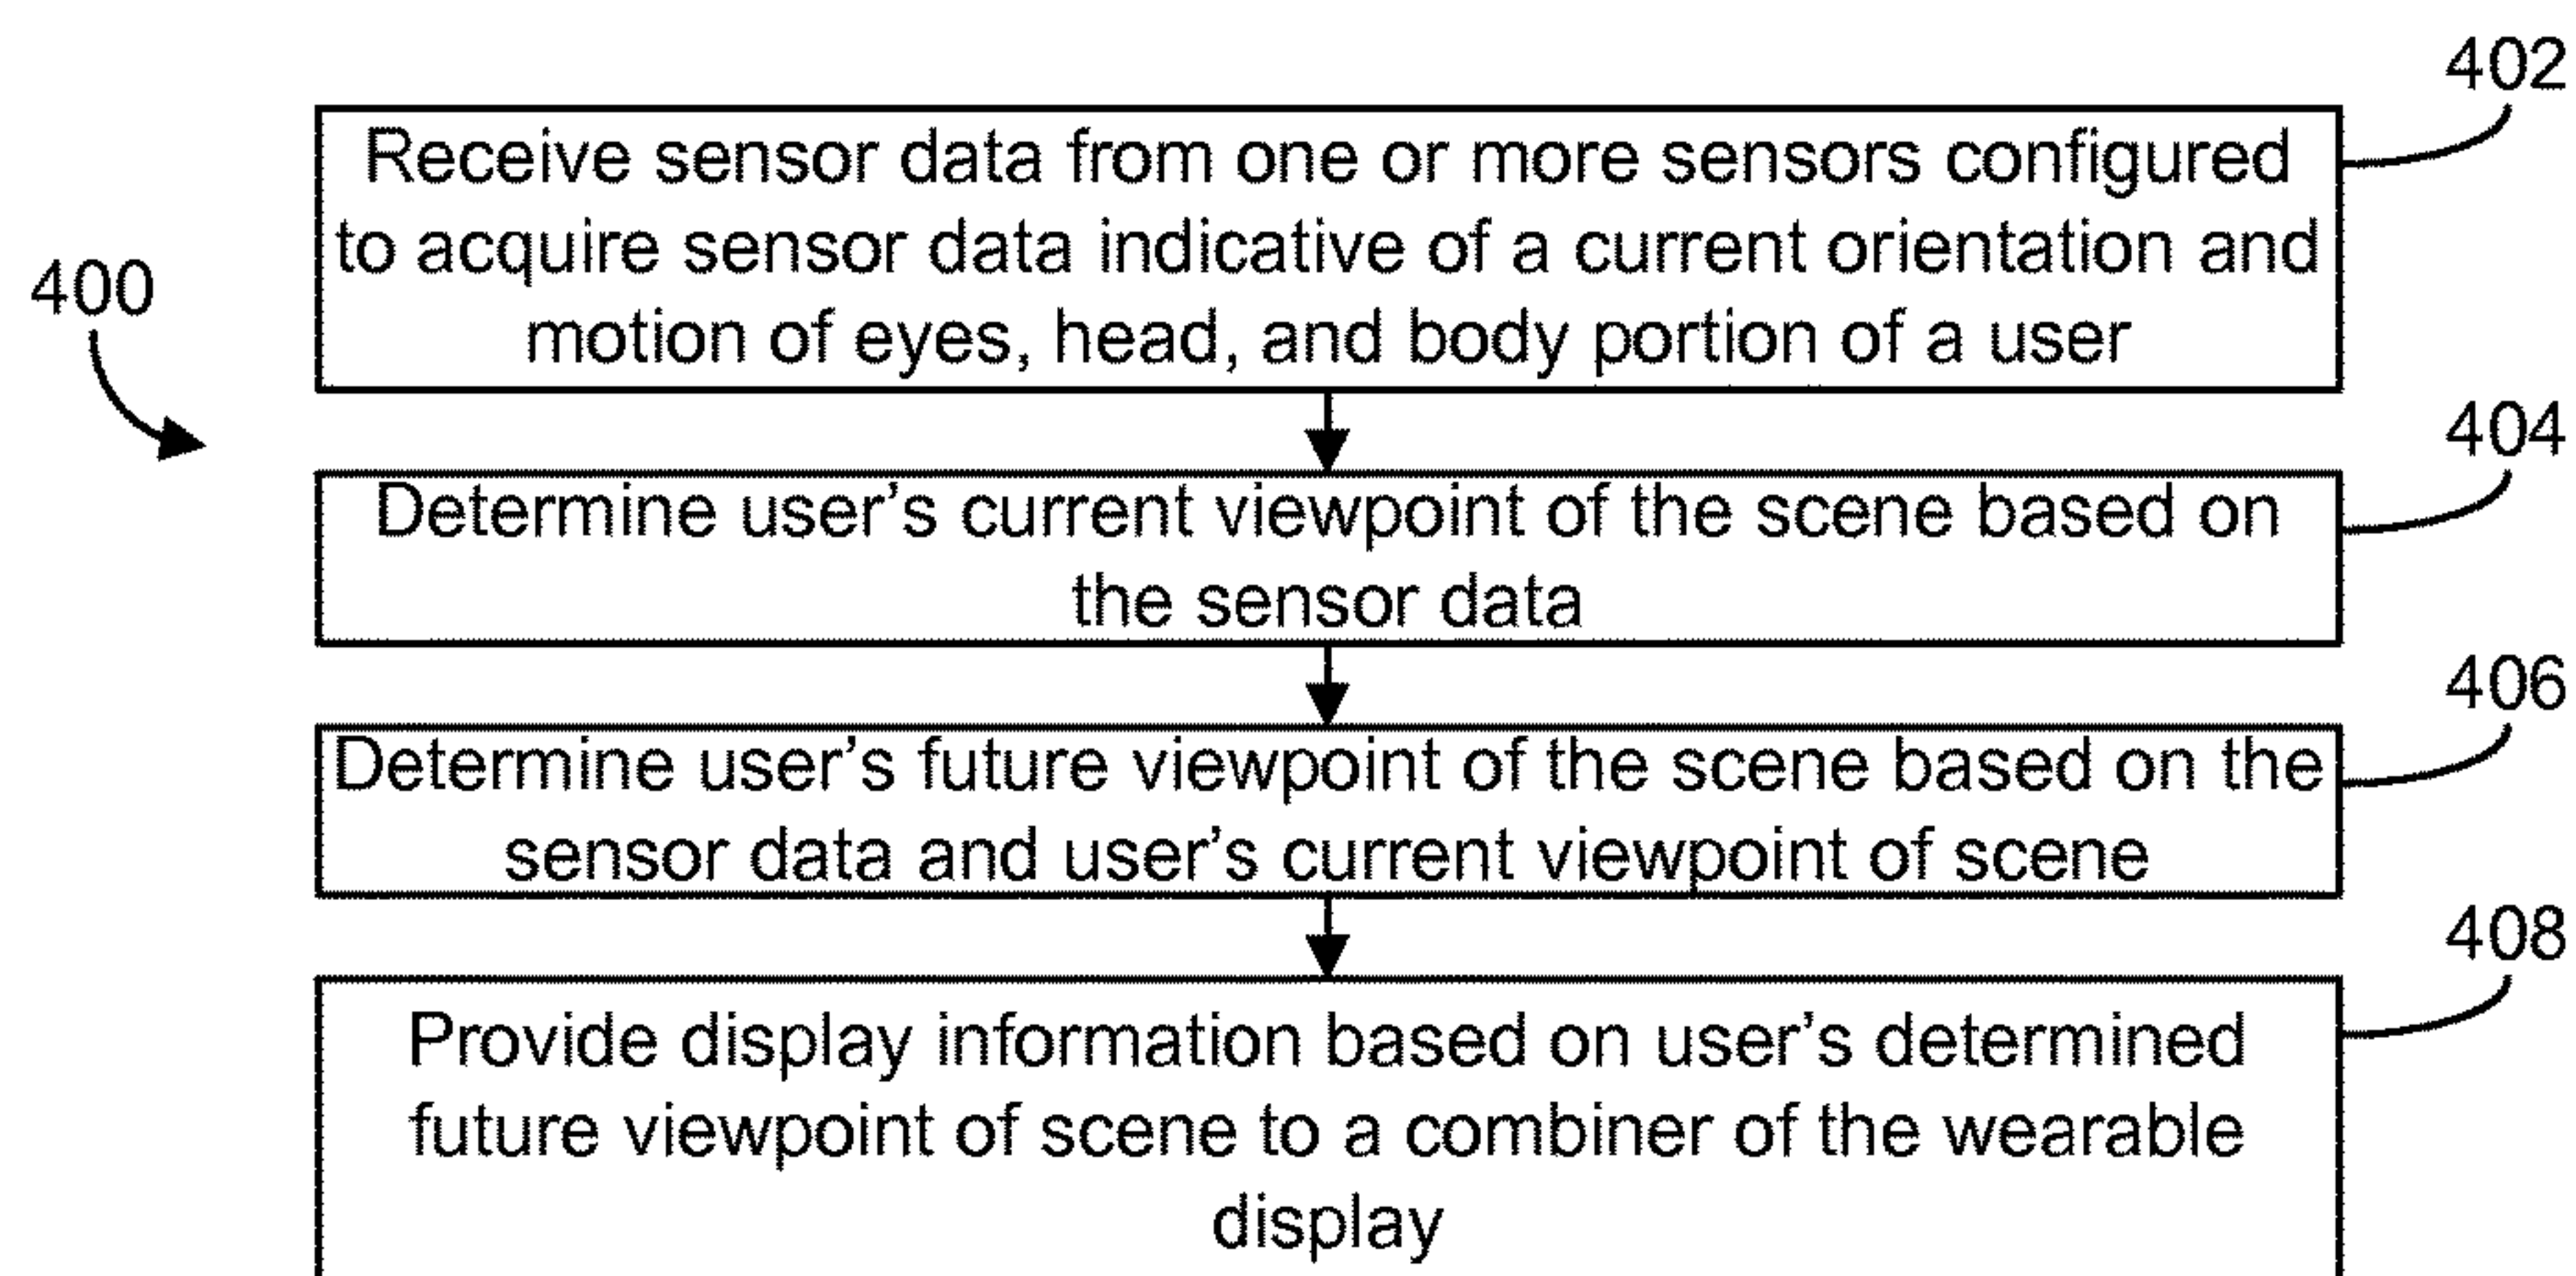 402
Receive sensor data from one or more sensors configured
to acquire sensor data indicative of a current orientation and
motion of eyes, head, and body portion of a user
400
404
Determine user's current viewpoint of the scene based on
the sensor data
406
Determine user's future viewpoint of the scene based on the
sensor data and user's current viewpoint of scene
408
Provide display information based on user's determined
future viewpoint of scene to a combiner of the wearable
display